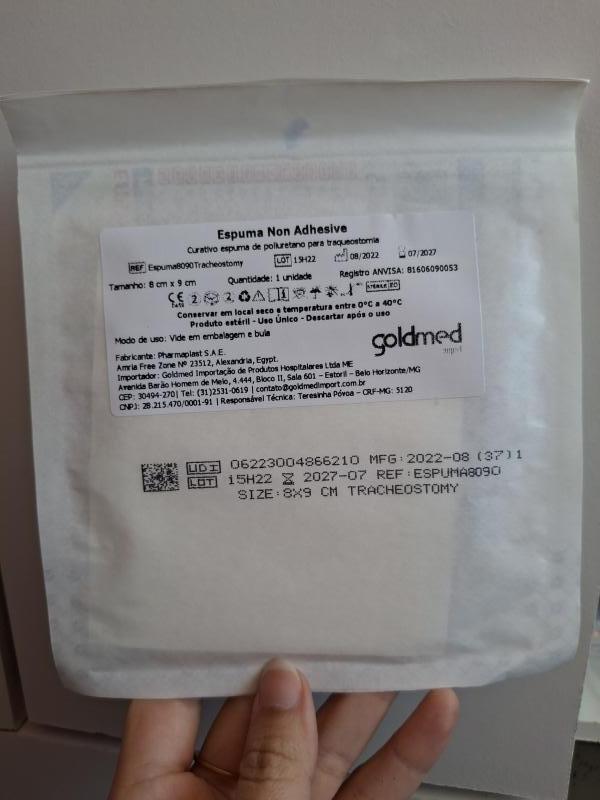 Espuma Non Adhesive
Curativo espuma de poliuretano para traqueostomia
REF Espuma8090Tracheostomy LOT 15H22 08/2022 07/2027
Tamanho: 8 cm x 9 cm Quantidade: 1 unidade Registro ANVISA: 81606090053
CE 2 STERILE EO
Conservar em local seco e temperatura entre 0°C a 40°C
Produto estéril - Uso Único - Descartar após o uso
Modo de uso: Vide em embalagem e bula
goldmed
import
Fabricante: Pharmaplast S.A.E.
Amria Free Zone Nº 23512, Alexandria, Egypt.
Importador: Goldmed Importação de Produtos Hospitalares Ltda ME
Avenida Barão Homem de Melo, 4.444, Bloco II, Sala 601 - Estoril - Belo Horizonte/MG
CEP: 30494-270| Tel: (31)2531-0619 | contato@goldmedimport.com.br
CNPJ: 28.215.470/0001-91 | Responsável Técnica: Teresinha Póvoa - CRF-MG: 5120
UDI 06223004866210 MFG:2022-08 (37)1
LOT 15H22 2027-07 REF:ESPUMA8090
SIZE:8X9 CM TRACHEOSTOMY